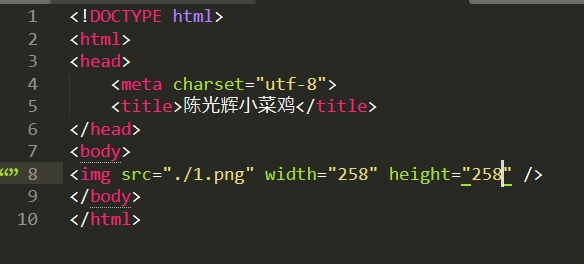 1 <!DOCTYPE html>
2 <html>
3 <head>
4     <meta charset="utf-8">
5     <title>陈光辉小菜鸡</title>
6 </head>
7 <body>
8 <img src="./1.png" width="258" height="258" />
9 </body>
10 </html>